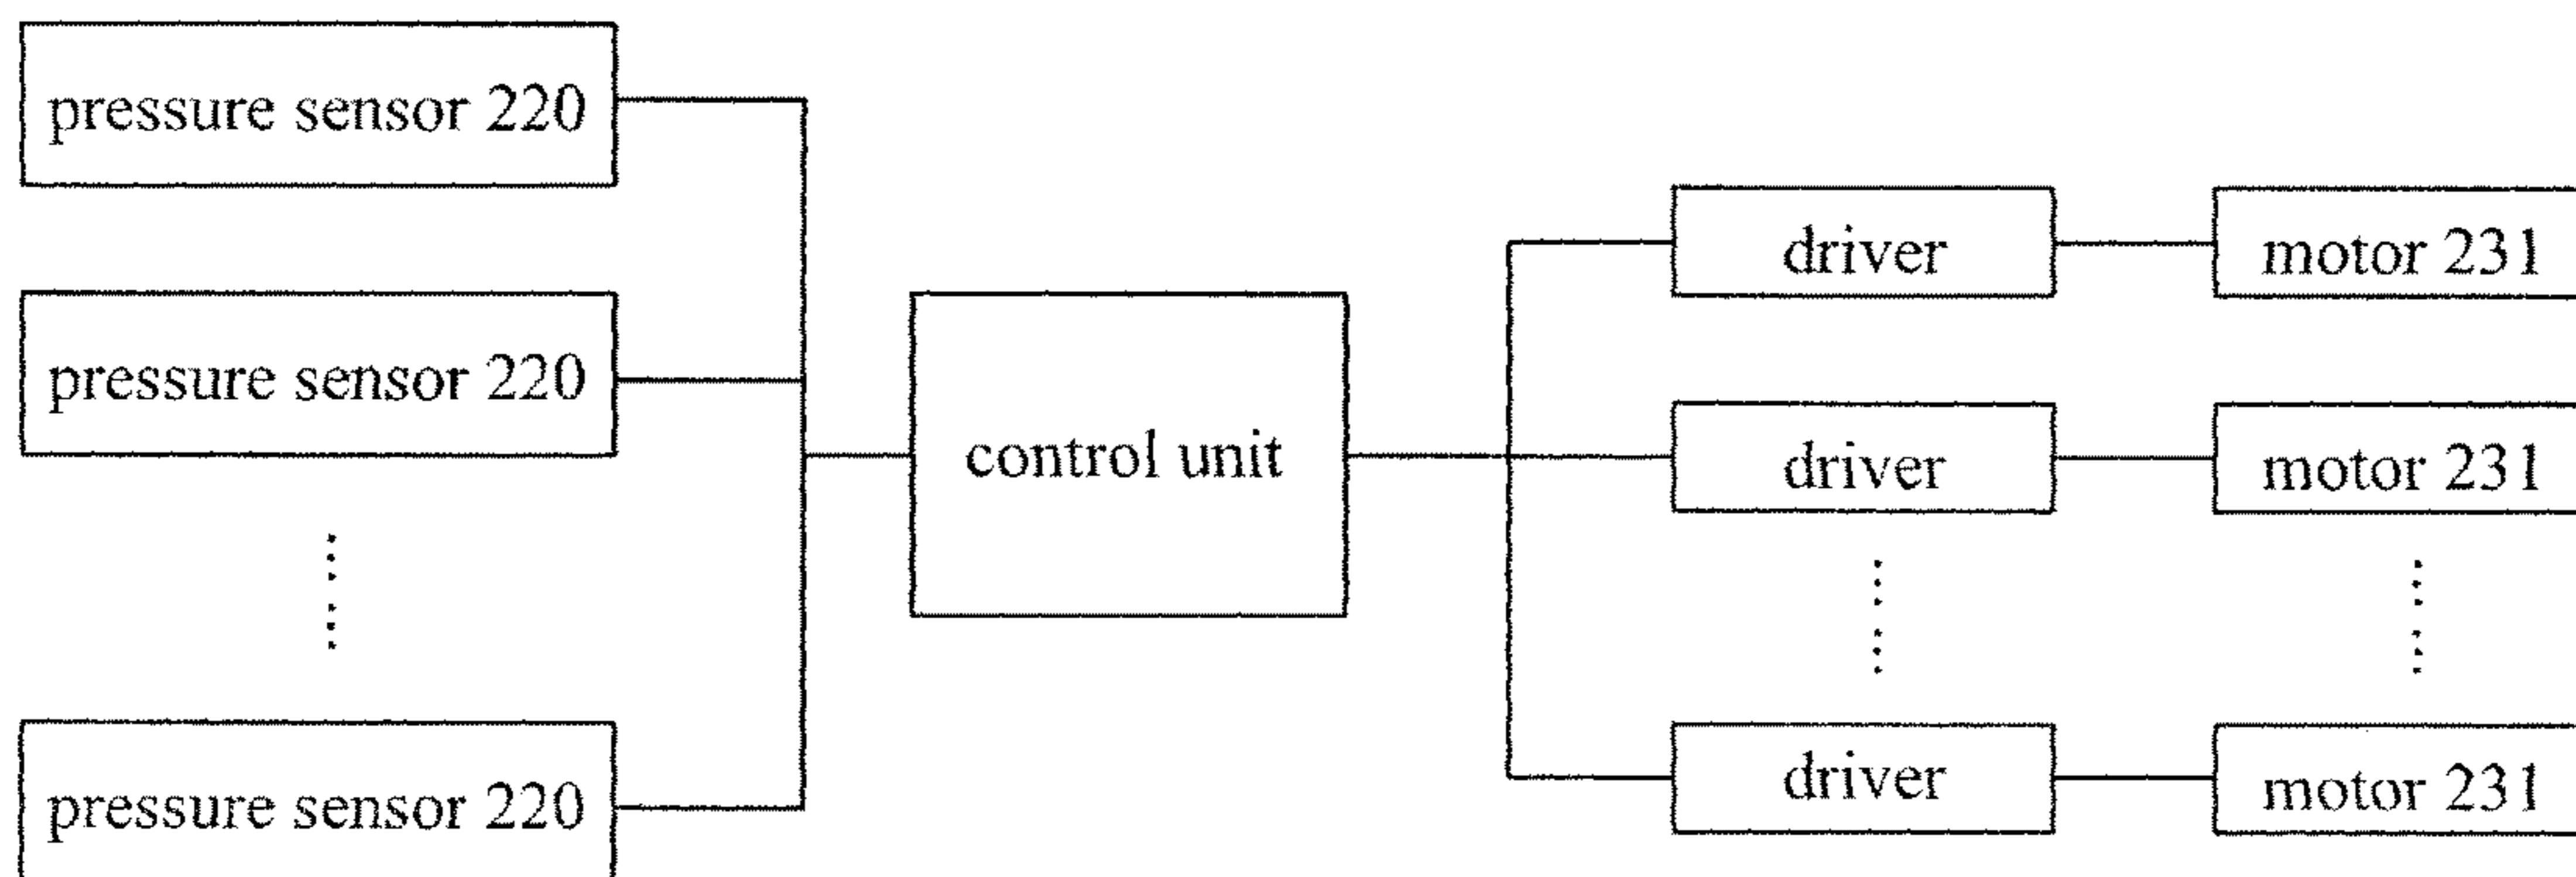 pressure sensor 220
pressure sensor 220
pressure sensor 220
control unit
driver
motor 231
driver
motor 231
driver
motor 231